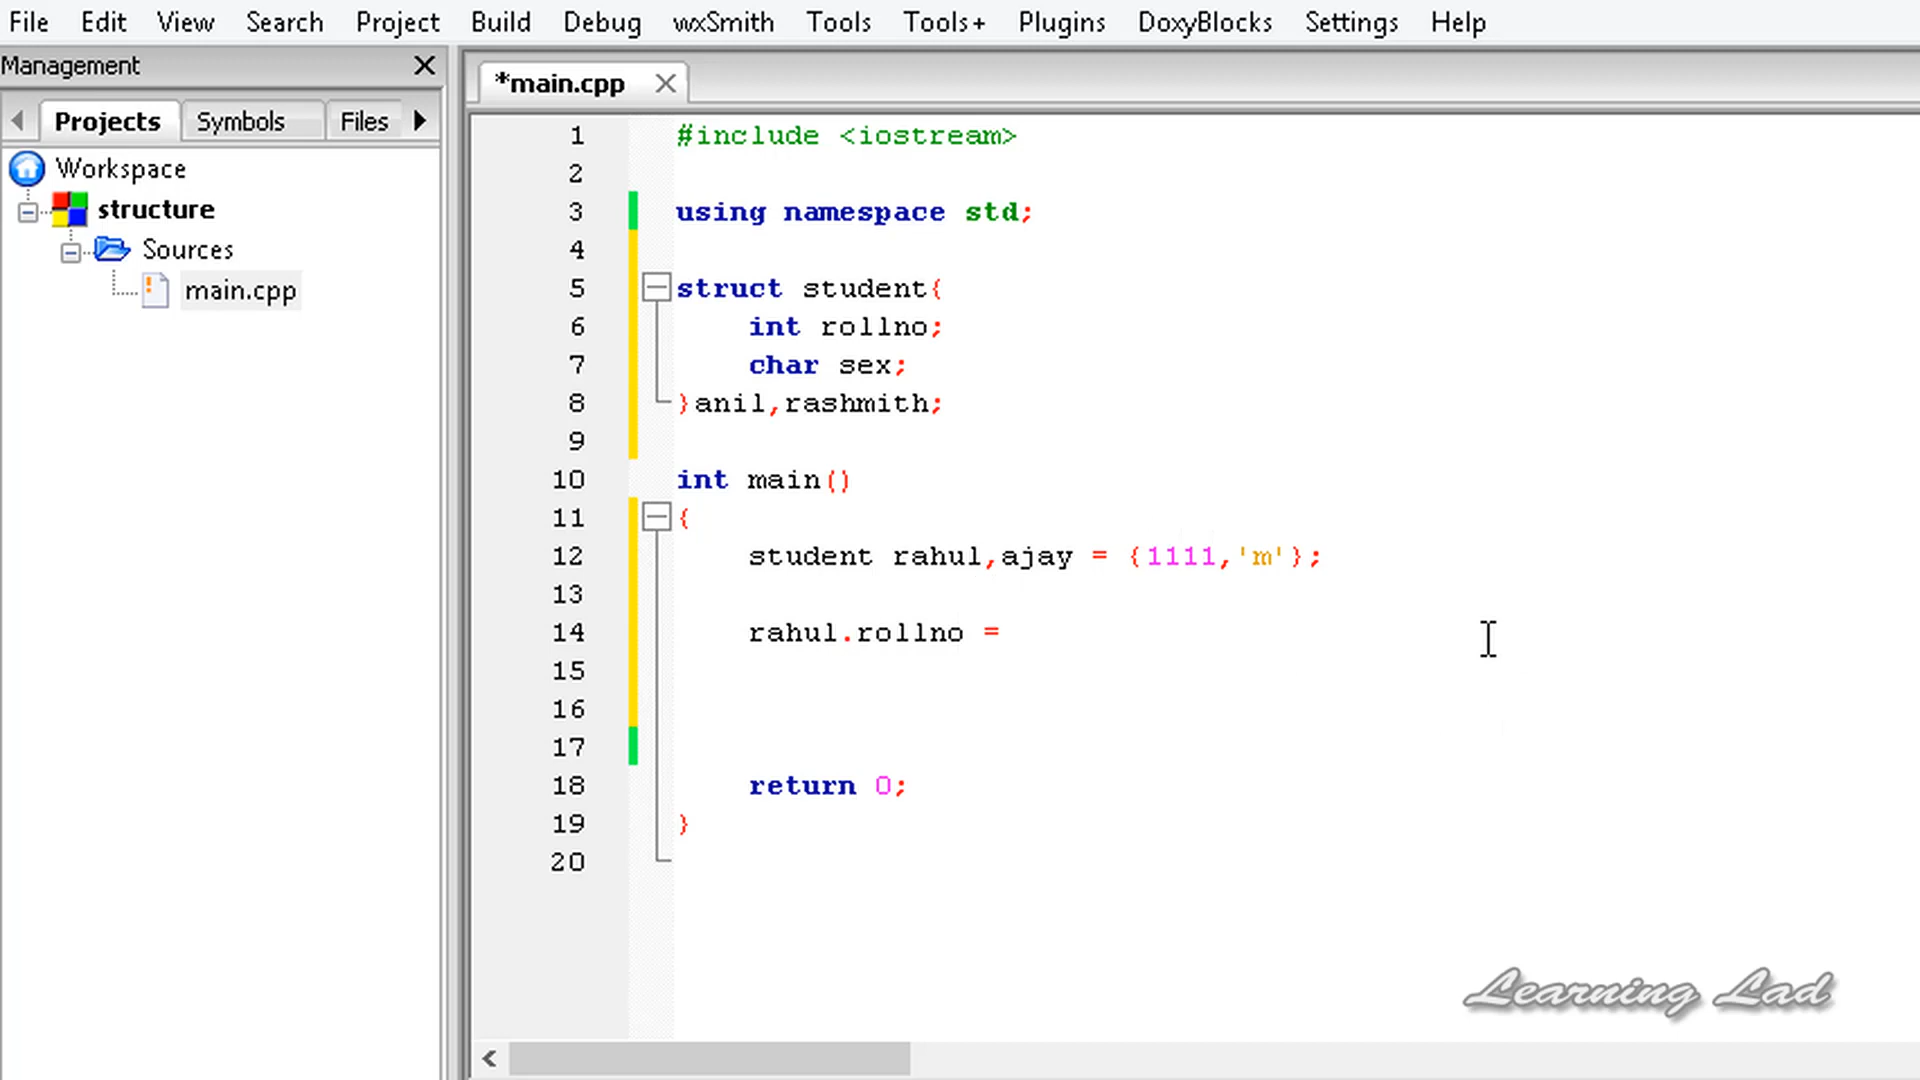 File Edit View Search Project Build Debug wxSmith Tools Tools+ Plugins DoxyBlocks Settings Help
Management
*main.cpp
Projects Symbols Files
Workspace
structure
Sources
main.cpp
1 #include <iostream>
2
3 using namespace std;
4
5 struct student{
6 int rollno;
7 char sex;
8 }anil,rashmith;
9
10 int main()
11 {
12 student rahul,ajay = {1111,'m'};
13
14 rahul.rollno =
15
16
17
18 return 0;
19 }
20
Learning Lad